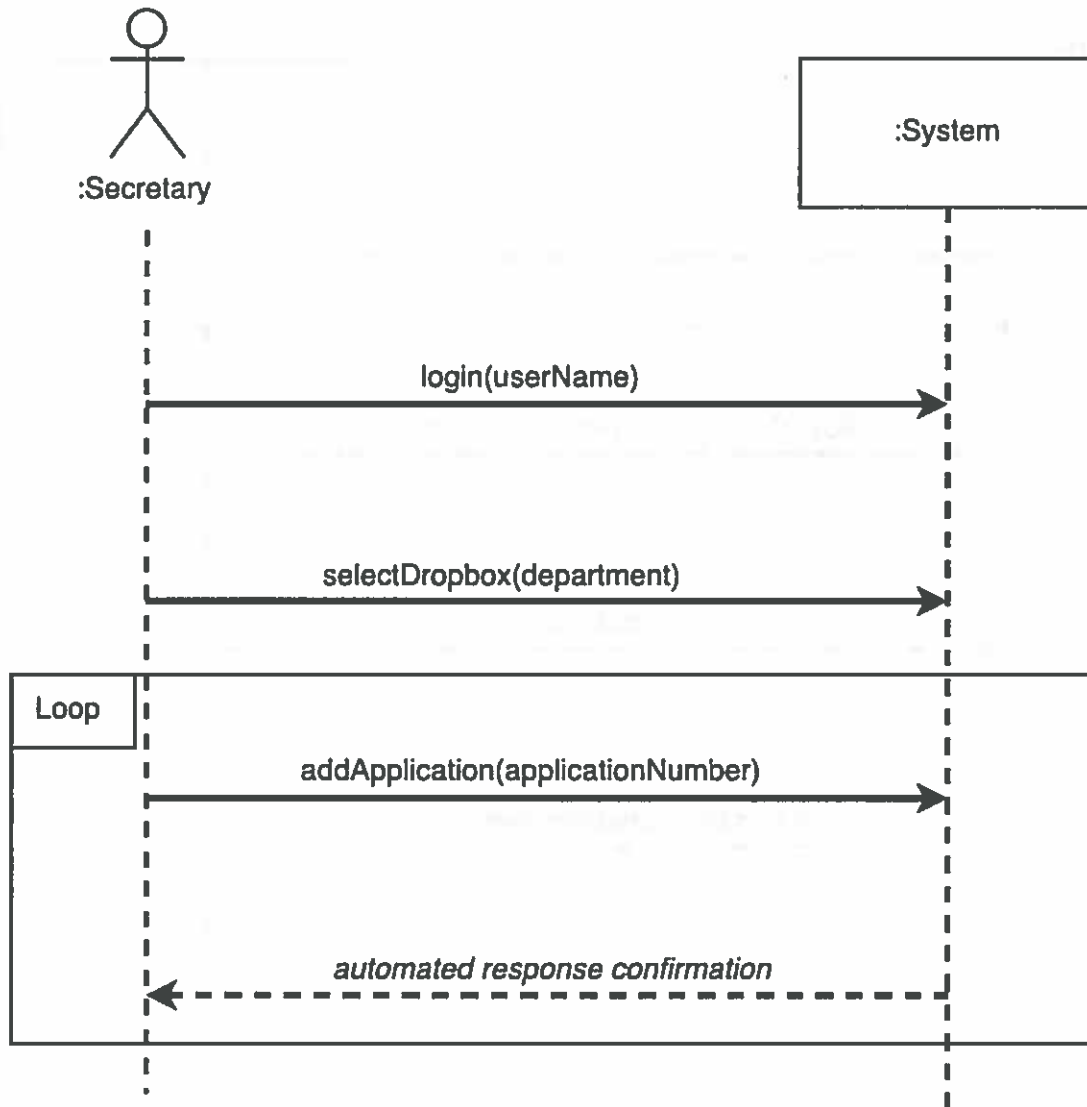 :System
:Secretary
login(userName)
selectDropbox(department)
Loop
addApplication(applicationNumber)
automated response confirmation